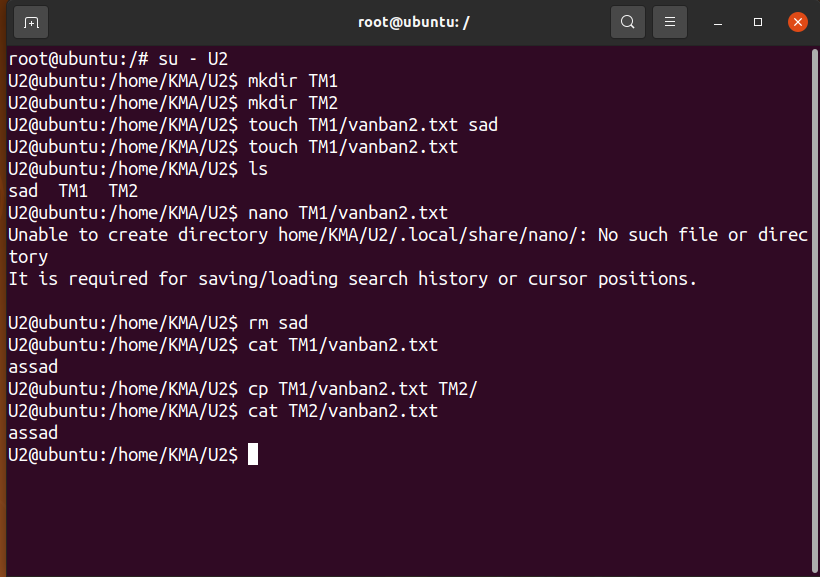 root@ubuntu: /
root@ubuntu:/# su - U2
U2@ubuntu:/home/KMA/U2$ mkdir TM1
U2@ubuntu:/home/KMA/U2$ mkdir TM2
U2@ubuntu:/home/KMA/U2$ touch TM1/vanban2.txt sad
U2@ubuntu:/home/KMA/U2$ touch TM1/vanban2.txt
U2@ubuntu:/home/KMA/U2$ ls
sad  TM1  TM2
U2@ubuntu:/home/KMA/U2$ nano TM1/vanban2.txt
Unable to create directory home/KMA/U2/.local/share/nano/: No such file or direc
tory
It is required for saving/loading search history or cursor positions.
U2@ubuntu:/home/KMA/U2$ rm sad
U2@ubuntu:/home/KMA/U2$ cat TM1/vanban2.txt
assad
U2@ubuntu:/home/KMA/U2$ cp TM1/vanban2.txt TM2/
U2@ubuntu:/home/KMA/U2$ cat TM2/vanban2.txt
assad
U2@ubuntu:/home/KMA/U2$